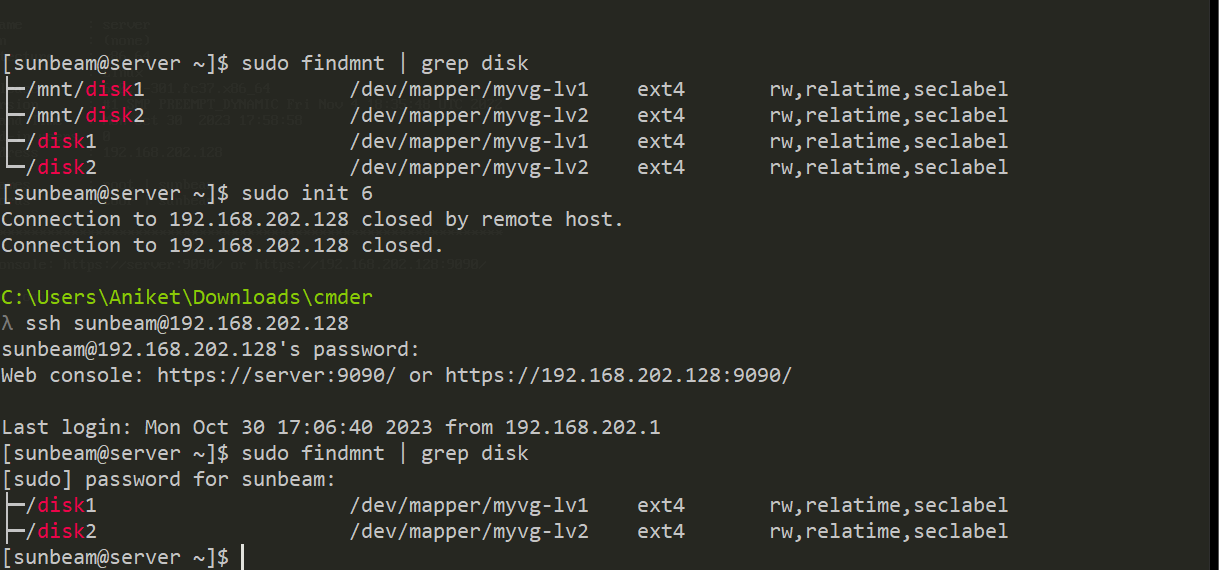 [sunbeam@server ~]$ sudo findmnt | grep disk
├─/mnt/disk1                /dev/mapper/myvg-lv1    ext4       rw,relatime,seclabel
├─/mnt/disk2                /dev/mapper/myvg-lv2    ext4       rw,relatime,seclabel
├─/disk1                    /dev/mapper/myvg-lv1    ext4       rw,relatime,seclabel
└─/disk2                    /dev/mapper/myvg-lv2    ext4       rw,relatime,seclabel
[sunbeam@server ~]$ sudo init 6
Connection to 192.168.202.128 closed by remote host.
Connection to 192.168.202.128 closed.
C:\Users\Aniket\Downloads\cmder
λ ssh sunbeam@192.168.202.128
sunbeam@192.168.202.128's password:
Web console: https://server:9090/ or https://192.168.202.128:9090/
Last login: Mon Oct 30 17:06:40 2023 from 192.168.202.1
[sunbeam@server ~]$ sudo findmnt | grep disk
[sudo] password for sunbeam:
├─/disk1                    /dev/mapper/myvg-lv1    ext4       rw,relatime,seclabel
├─/disk2                    /dev/mapper/myvg-lv2    ext4       rw,relatime,seclabel
[sunbeam@server ~]$